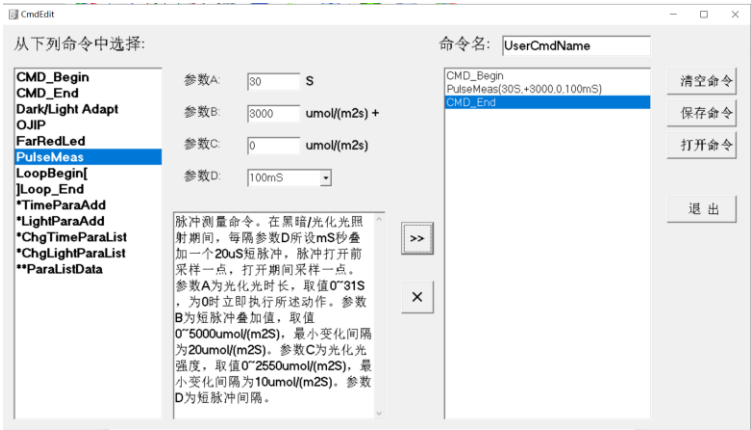 CmdEdit
从下列命令中选择:
命令名: UserCmdName
CMD_Begin
CMD_End
Dark/Light Adapt
OJIP
FarRedLed
PulseMeas
LoopBegin[
]Loop_End
*TimeParaAdd
*LightParaAdd
*ChgTimeParaList
*ChgLightParaList
**ParaListData
参数A: 30 S
参数B: 3000 umol/(m2s) +
参数C: 0 umol/(m2s)
参数D: 100mS
脉冲测量命令。在黑暗/光化光照
射期间，每隔参数D所设mS秒叠
加一个20uS短脉冲，脉冲打开前
采样一点，打开期间采样一点。
参数A为光化光时长，取值0~31S
，为0时立即执行所述动作。参数
B为短脉冲叠加值，取值
0~5000umol/(m2S)，最小变化间隔
为20umol/(m2S)。参数C为光化光
强度，取值0~2550umol/(m2S)，最
小变化间隔为10umol/(m2S)。参数
D为短脉冲间隔。
>>
×
CMD_Begin
PulseMeas(30S,+3000,0,100mS)
CMD_End
清空命令
保存命令
打开命令
退 出